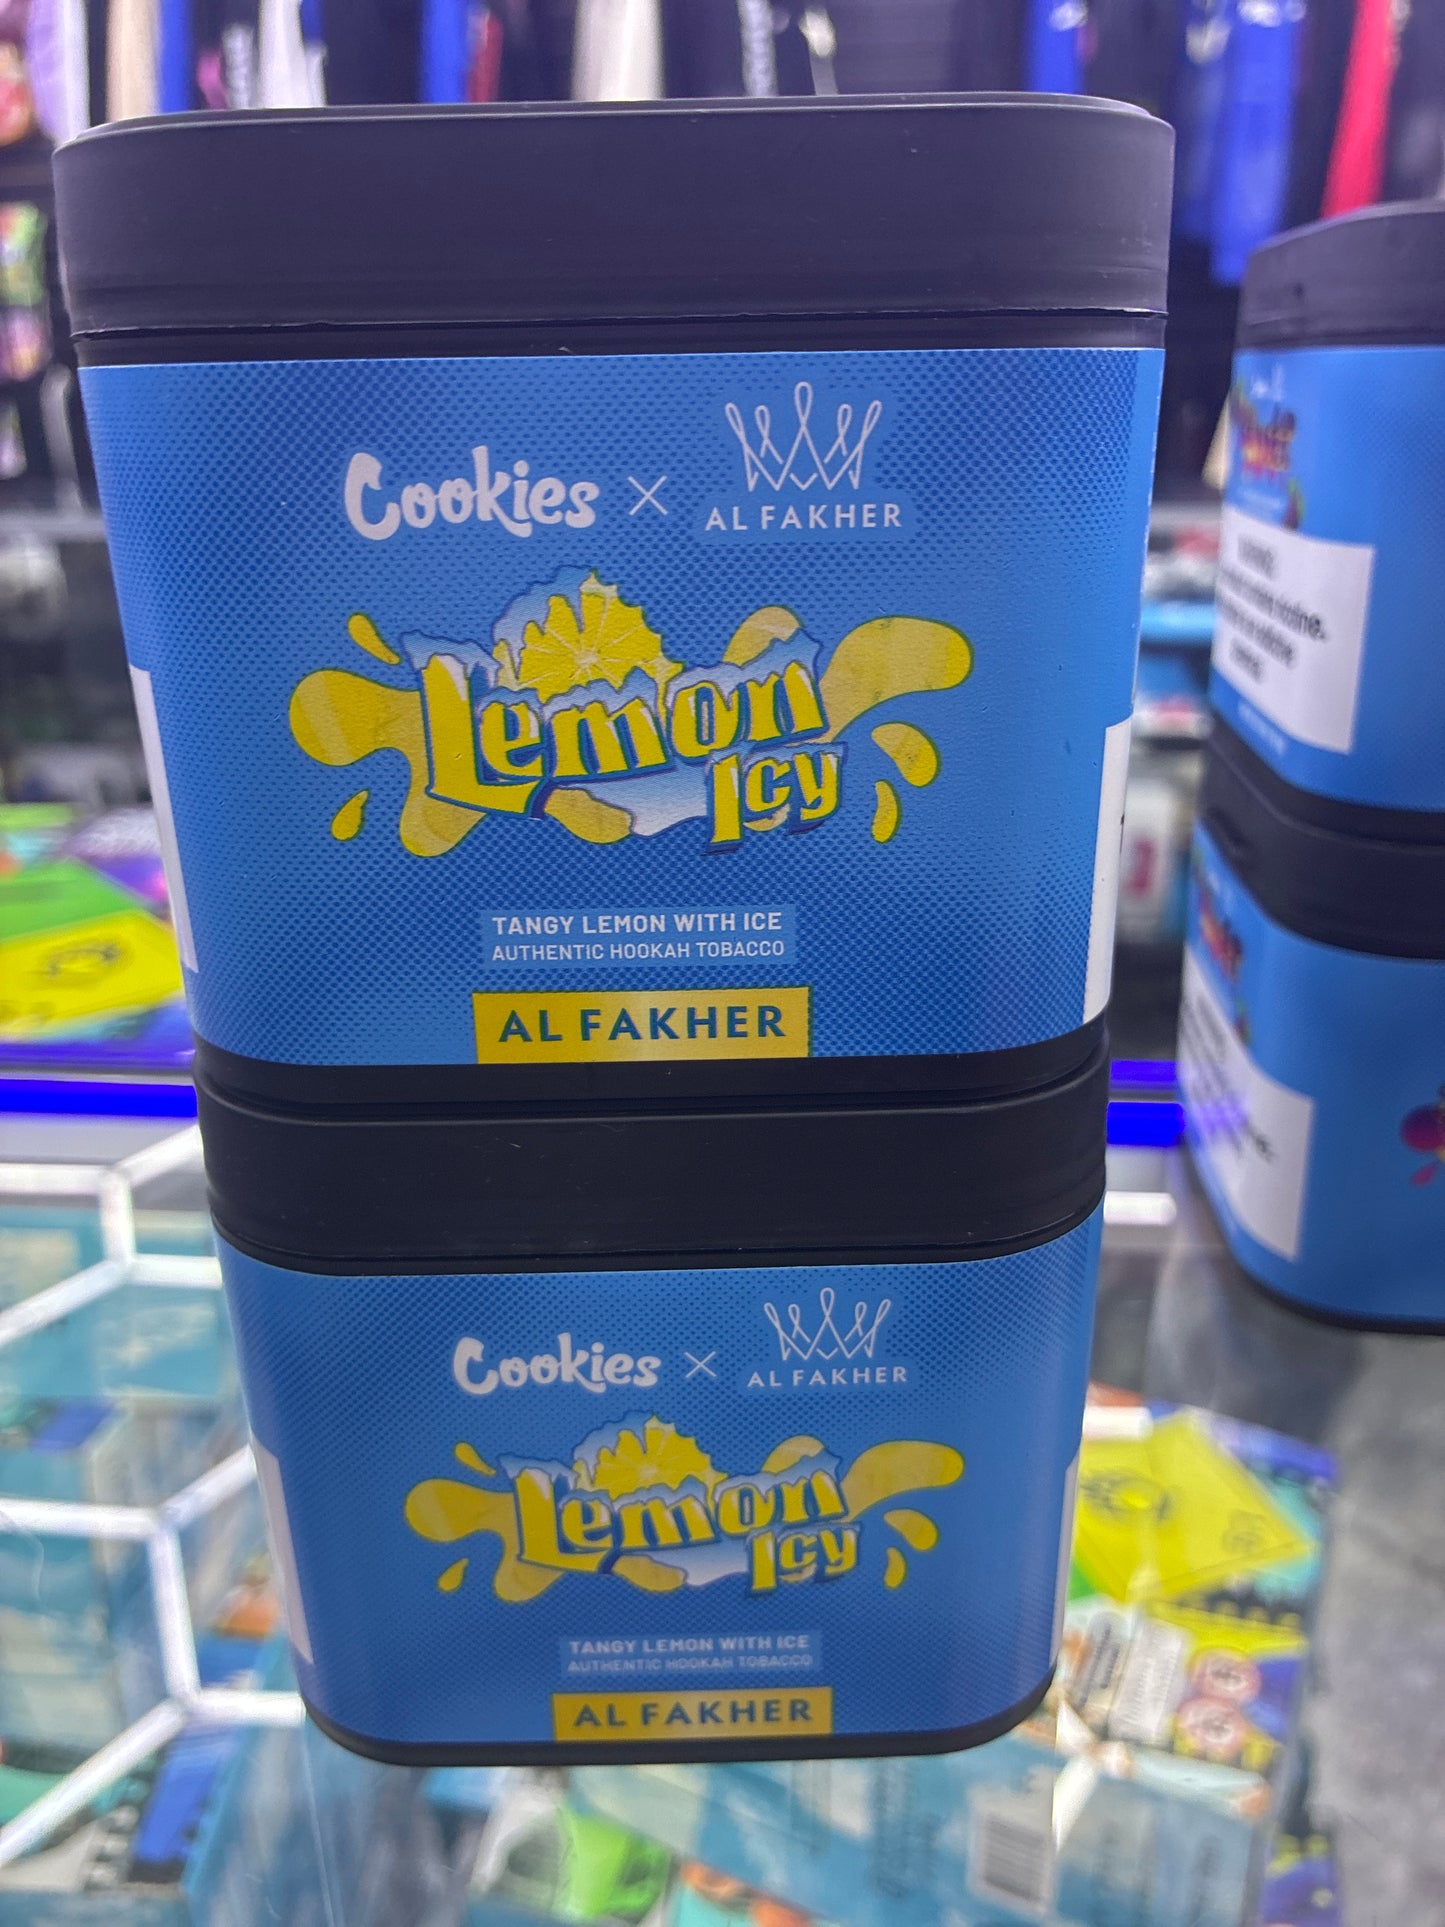 Cookies × AL FAKHER
Lemon
Icy
TANGY LEMON WITH ICE
AUTHENTIC HOOKAH TOBACCO
AL FAKHER
Cookies × AL FAKHER
Lemon
Icy
TANGY LEMON WITH ICE
AUTHENTIC HOOKAH TOBACCO
AL FAKHER